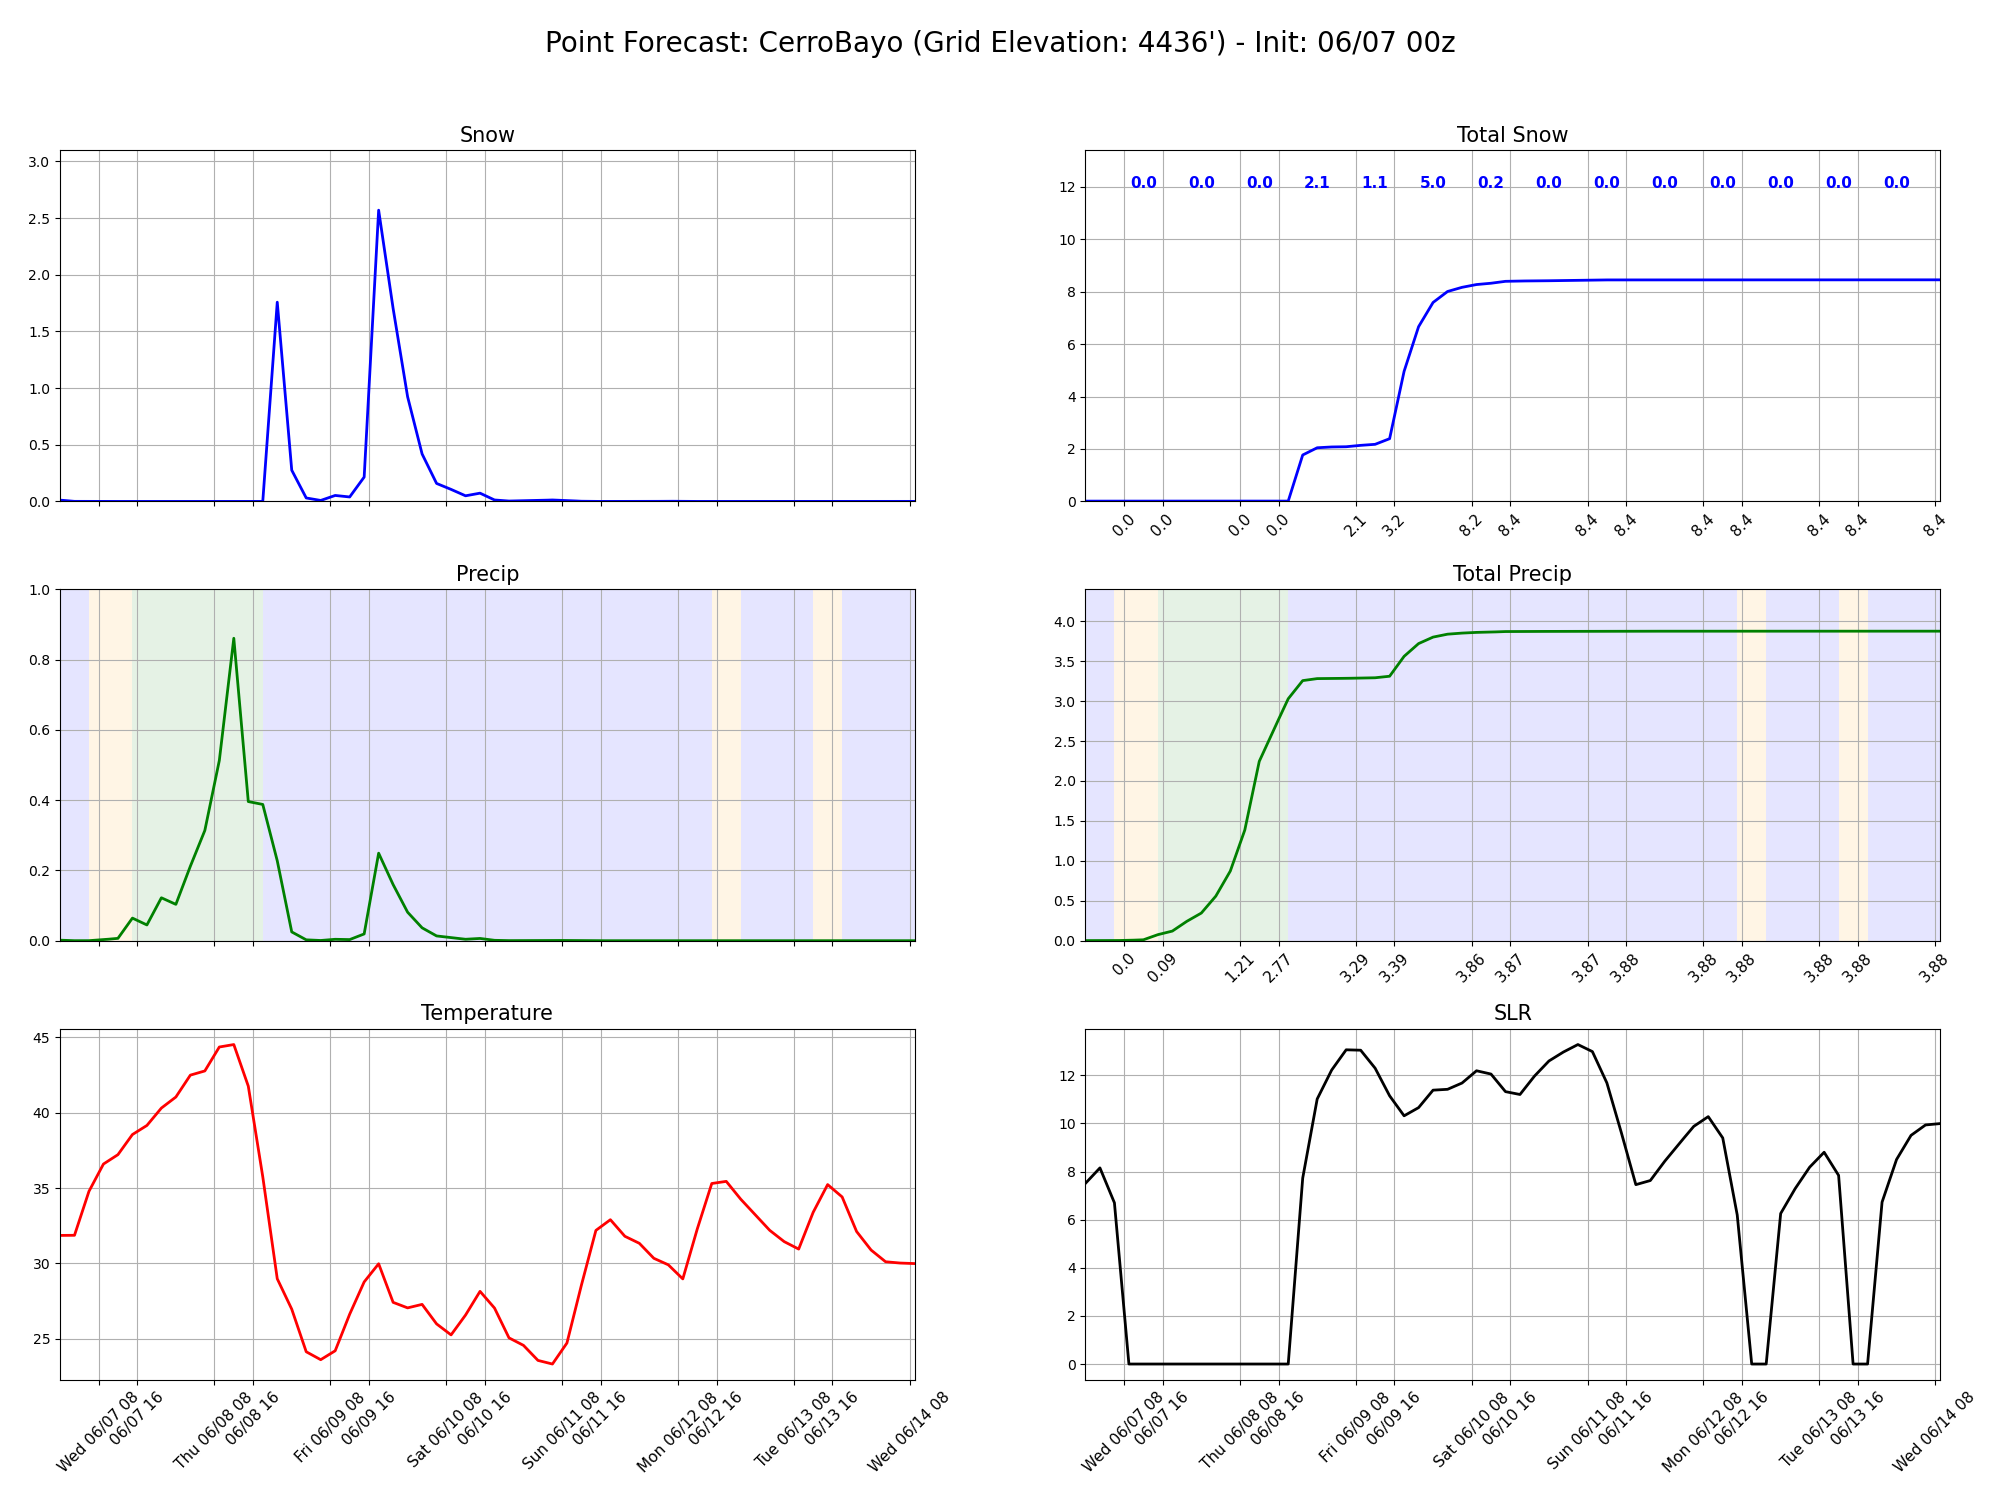 Point Forecast: CerroBayo (Grid Elevation: 4436') - Init: 06/07 00z
Snow
3.0
2.5
2.0
1.5
1.0
0.5
0.0
Total Snow
0.0 0.0 0.0 2.1 1.1 5.0 0.2 0.0 0.0 0.0 0.0 0.0 0.0 0.0
12
10
8
6
4
2
0
0.0 0.0 0.0 0.0 2.1 3.2 8.2 8.4 8.4 8.4 8.4 8.4 8.4 8.4 8.4
Precip
1.0
0.8
0.6
0.4
0.2
0.0
Total Precip
4.0
3.5
3.0
2.5
2.0
1.5
1.0
0.5
0.0
0.0 0.09 1.21 2.77 3.29 3.39 3.86 3.87 3.87 3.88 3.88 3.88 3.88 3.88 3.88
Temperature
45
40
35
30
25
Wed 06/07 08
06/07 16
Thu 06/08 08
06/08 16
Fri 06/09 08
06/09 16
Sat 06/10 08
06/10 16
Sun 06/11 08
06/11 16
Mon 06/12 08
06/12 16
Tue 06/13 08
06/13 16
Wed 06/14 08
SLR
12
10
8
6
4
2
0
Wed 06/07 08
06/07 16
Thu 06/08 08
06/08 16
Fri 06/09 08
06/09 16
Sat 06/10 08
06/10 16
Sun 06/11 08
06/11 16
Mon 06/12 08
06/12 16
Tue 06/13 08
06/13 16
Wed 06/14 08